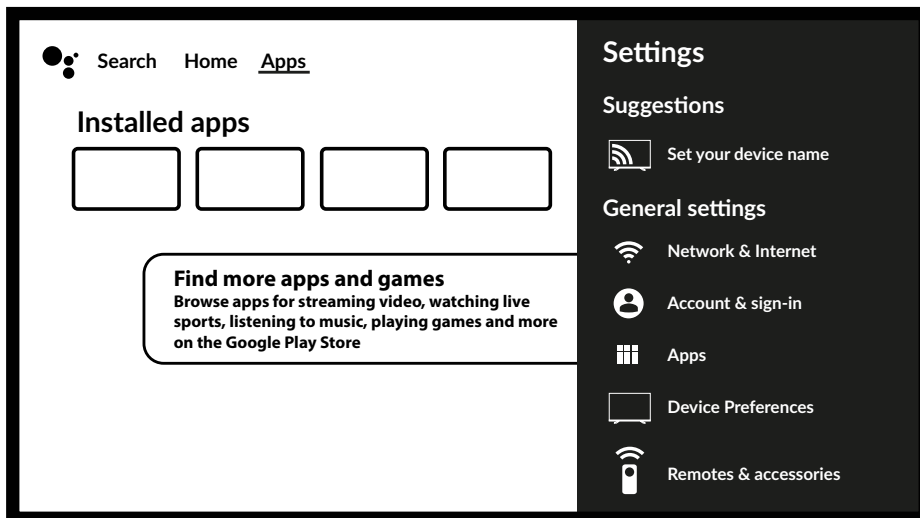 Search Home Apps
Installed apps
Find more apps and games
Browse apps for streaming video, watching live
sports, listening to music, playing games and more
on the Google Play Store
Settings
Suggestions
Set your device name
General settings
Network & Internet
Account & sign-in
Apps
Device Preferences
Remotes & accessories